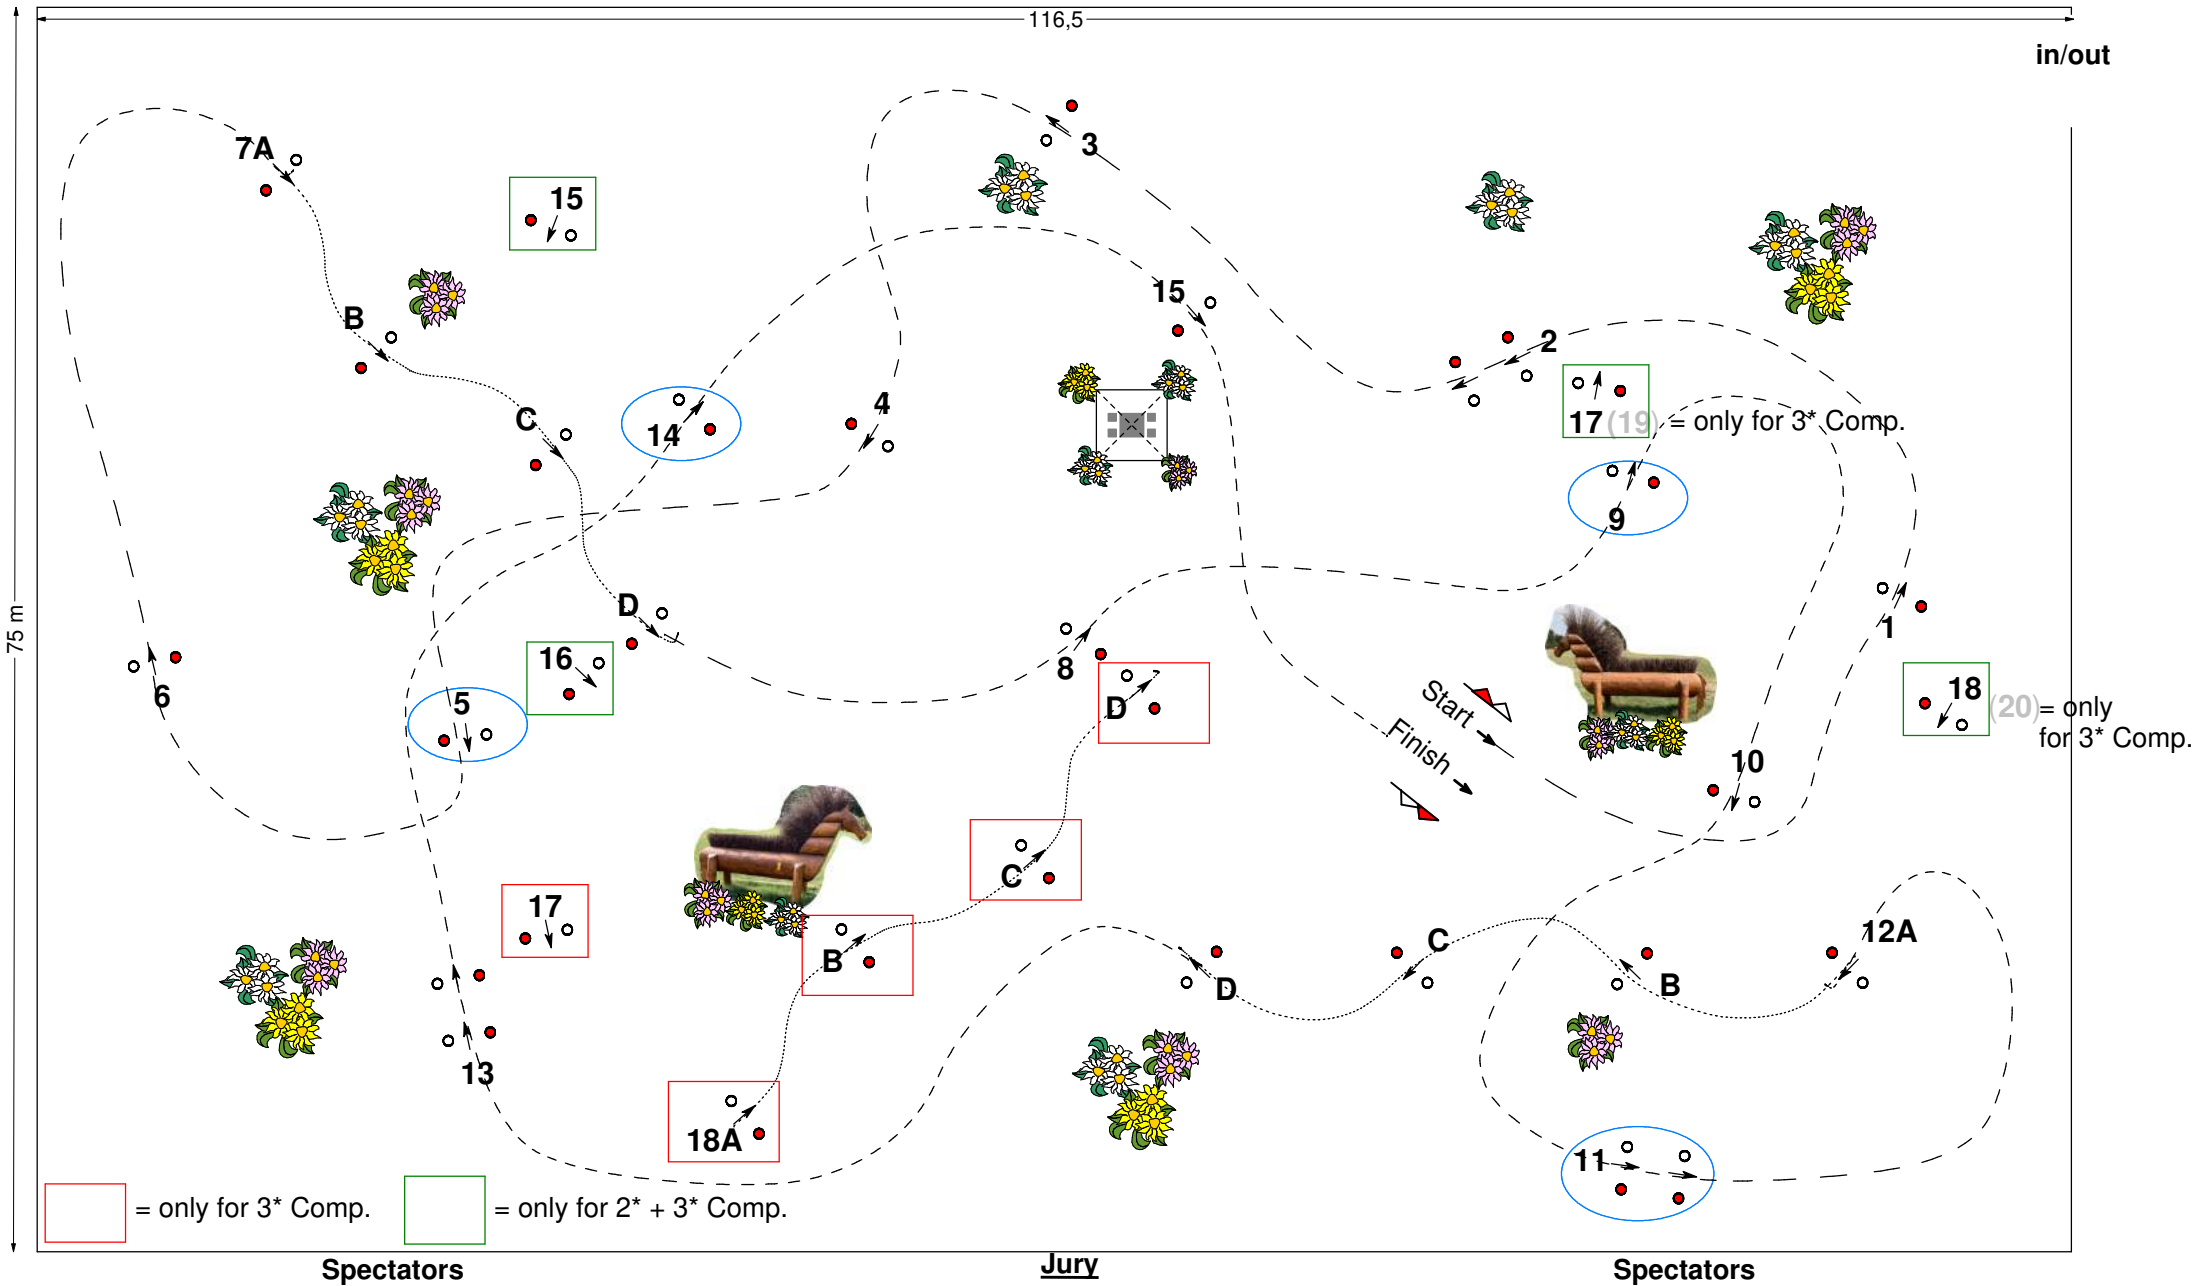 116,5
in/out
3
7A
15
15
B
2
4
C
14
17 (19) = only for 3* Comp.
9
D
75 m
1
16
8
6
5
D
Start
18 (20) = only
for 3* Comp.
Finish
10
C
17
12A
C
B
D
B
13
18A
11
= only for 3* Comp.
= only for 2* + 3* Comp.
Spectators
Jury
Spectators